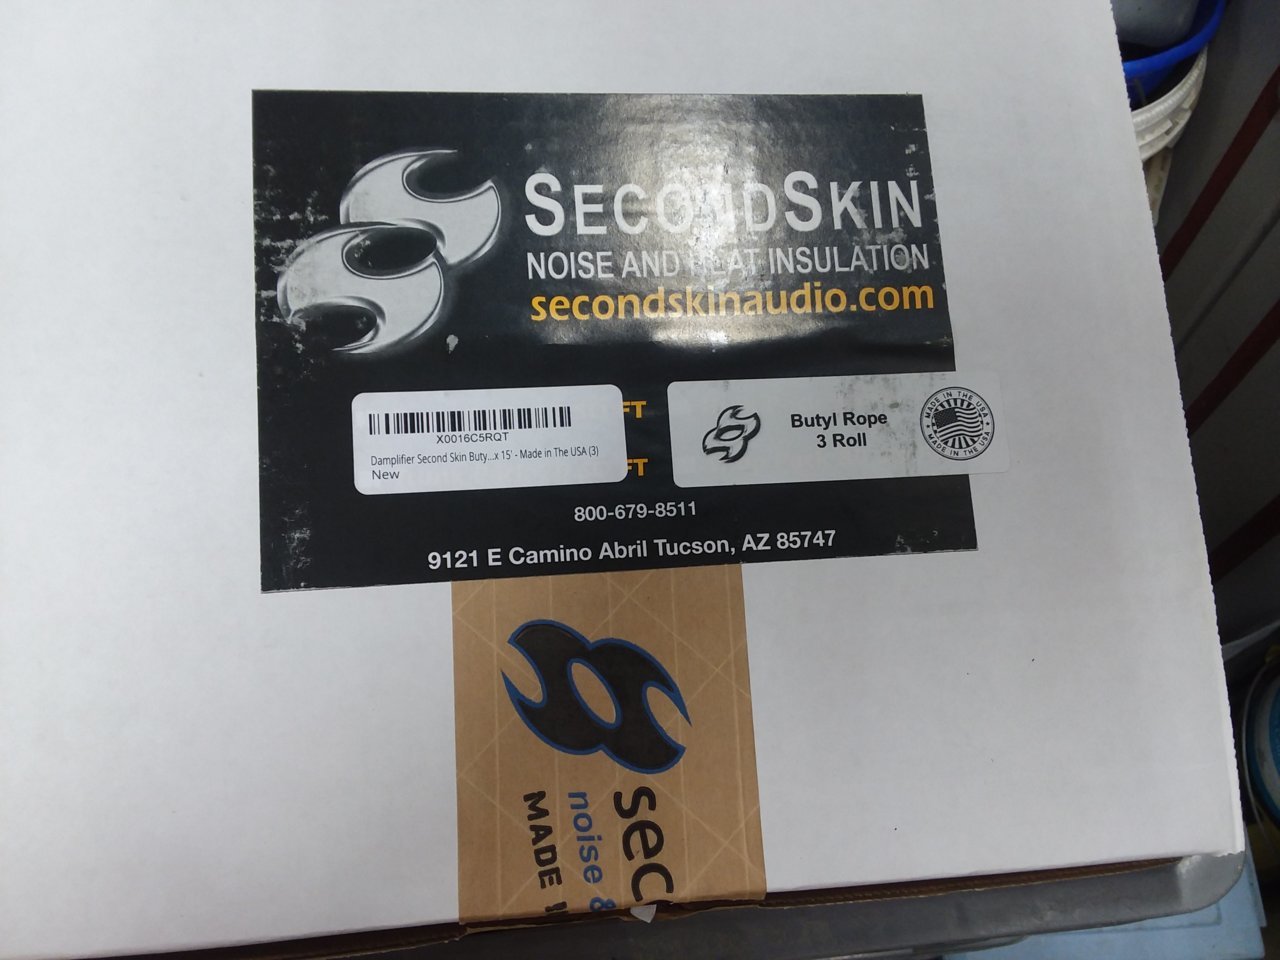 SECONDSKIN
NOISE AND HEAT INSULATION
secondskinaudio.com
FT
FT
X0016C5RQT
Damplifier Second Skin Buty...x 15' - Made in The USA (3)
New
Butyl Rope
3 Roll
MADE IN THE USA
MADE IN THE USA
800-679-8511
9121 E Camino Abril Tucson, AZ 85747
sec
noise &
MADE